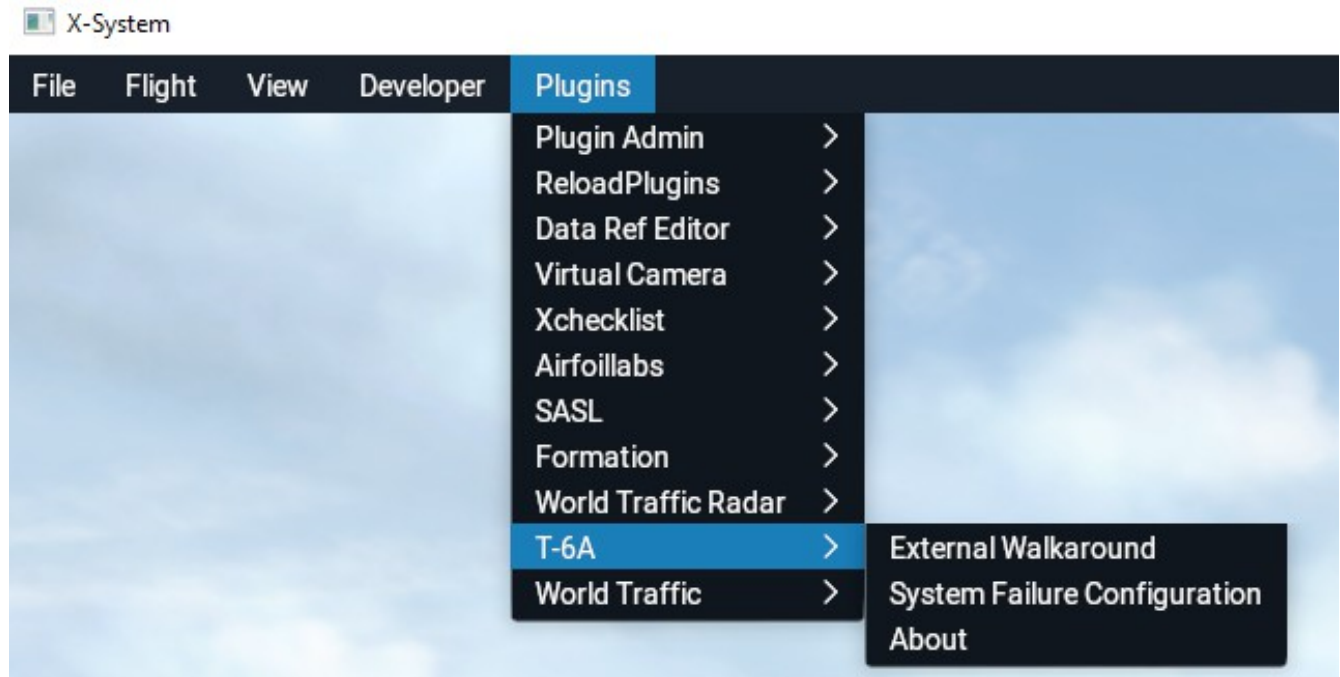 X-System
File Flight View Developer Plugins
Plugin Admin
ReloadPlugins
Data Ref Editor
Virtual Camera
Xchecklist
Airfoillabs
SASL
Formation
World Traffic Radar
T-6A
World Traffic
External Walkaround
System Failure Configuration
About